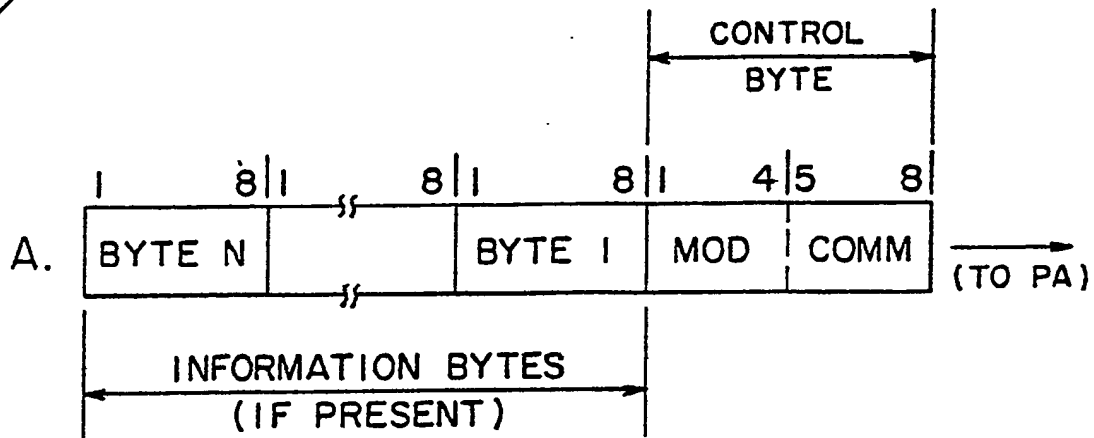 CONTROL
BYTE
1 8 1 8 1 8 1 4 5 8
A. BYTE N BYTE 1 MOD COMM
(TO PA)
INFORMATION BYTES
(IF PRESENT)